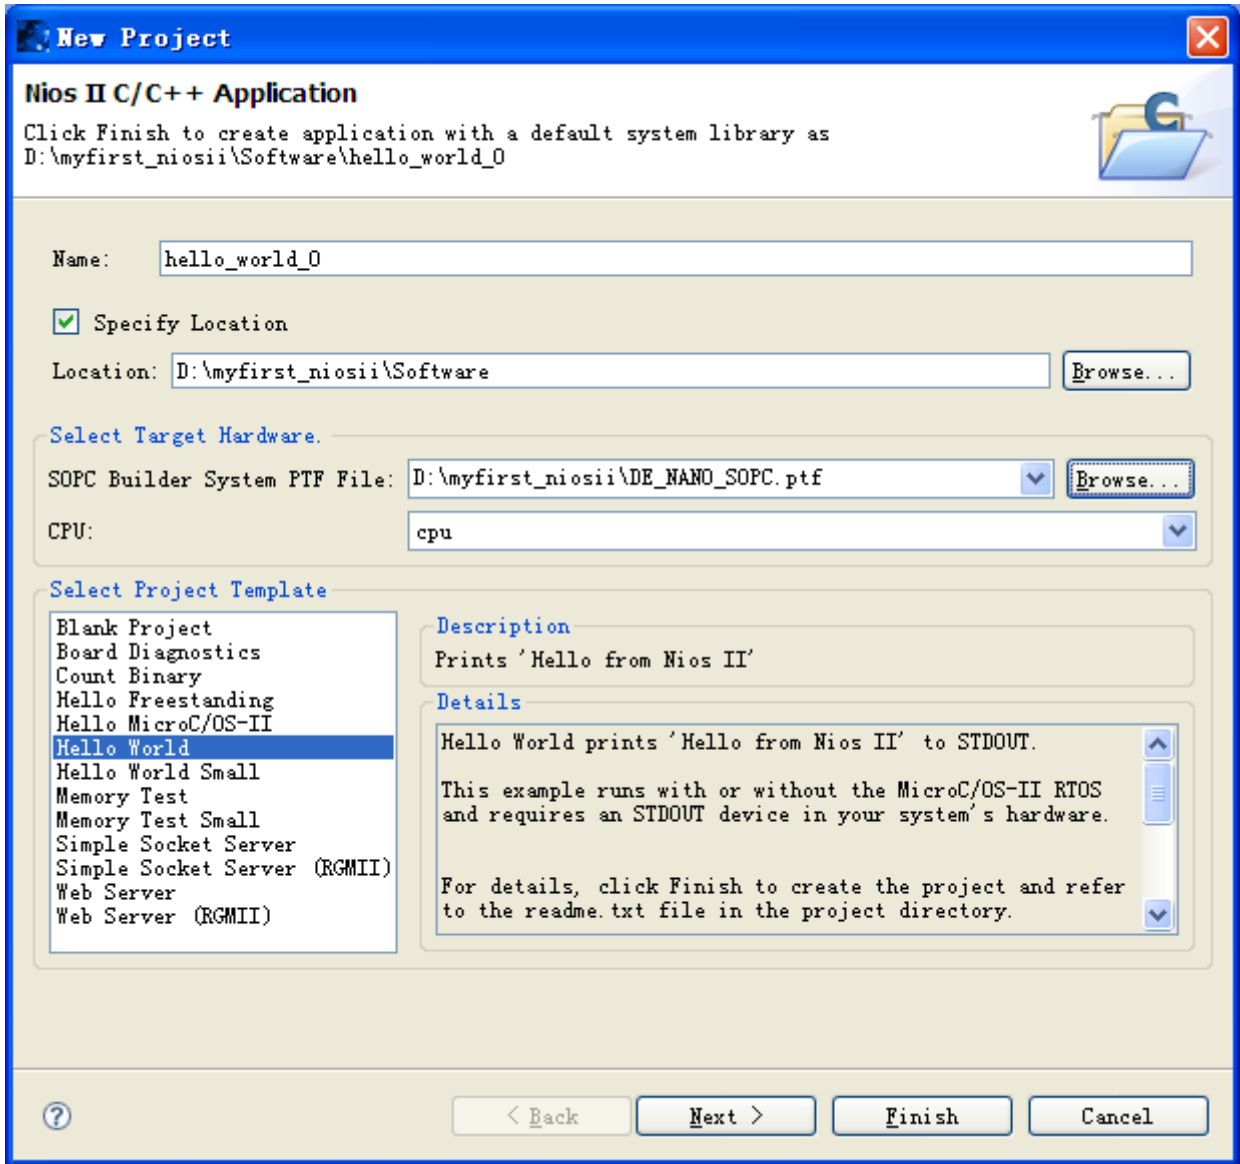 New Project
Nios II C/C++ Application
Click Finish to create application with a default system library as
D:\myfirst_niosii\Software\hello_world_0
Name: hello_world_0
Specify Location
Location: D:\myfirst_niosii\Software Browse...
Select Target Hardware.
SOPC Builder System PTF File: D:\myfirst_niosii\DE_NANO_SOPC.ptf Browse...
CPU: cpu
Select Project Template
Blank Project
Board Diagnostics
Count Binary
Hello Freestanding
Hello MicroC/OS-II
Hello World
Hello World Small
Memory Test
Memory Test Small
Simple Socket Server
Simple Socket Server (RGMII)
Web Server
Web Server (RGMII)
Description
Prints 'Hello from Nios II'
Details
Hello World prints 'Hello from Nios II' to STDOUT.
This example runs with or without the MicroC/OS-II RTOS
and requires an STDOUT device in your system's hardware.
For details, click Finish to create the project and refer
to the readme.txt file in the project directory.
? < Back Next > Finish Cancel